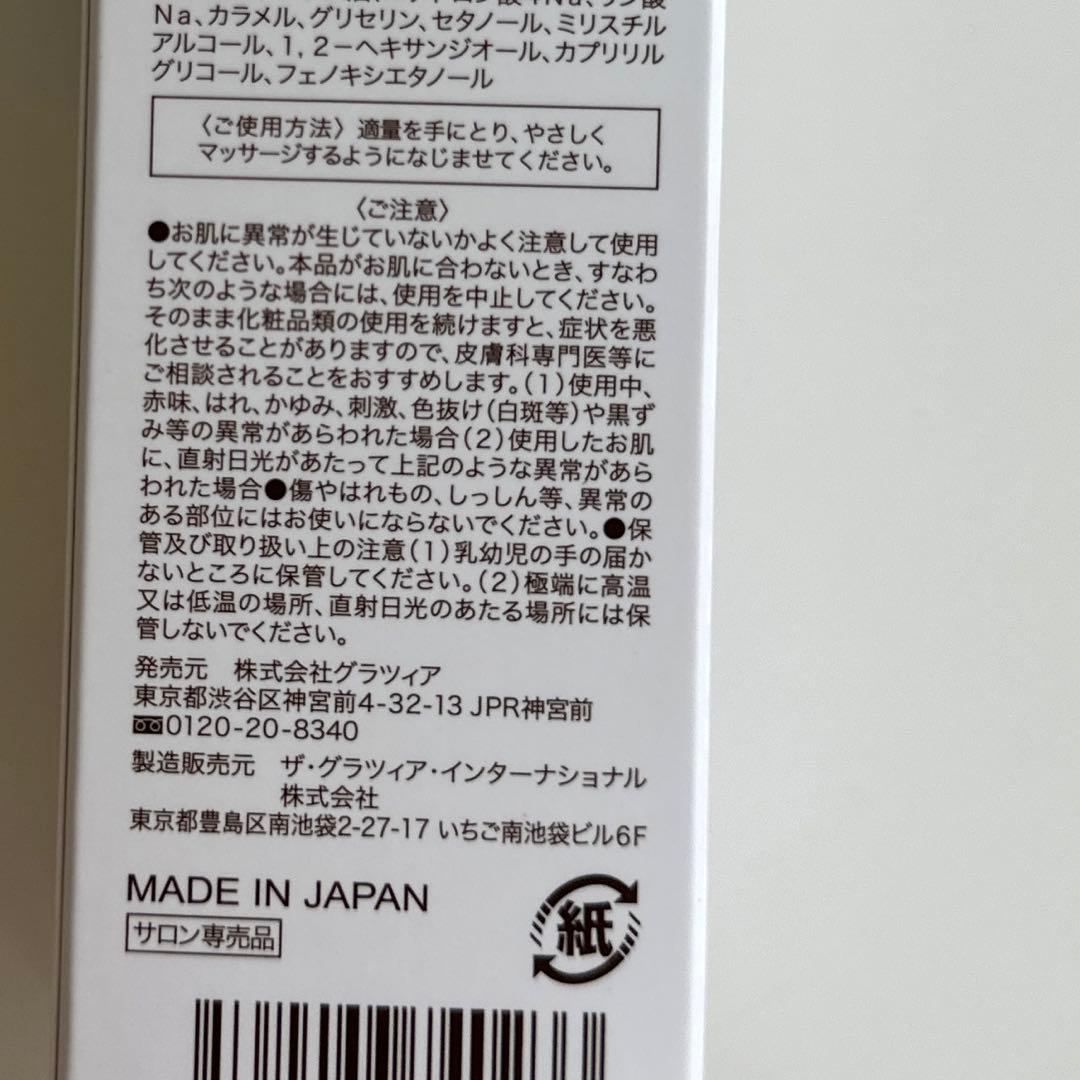 Na、カラメル、グリセリン、セタノール、ミリスチル
アルコール、1，2－ヘキサンジオール、カプリリル
グリコール、フェノキシエタノール
〈ご使用方法〉適量を手にとり、やさしく
マッサージするようになじませてください。
〈ご注意〉
●お肌に異常が生じていないかよく注意して使用
してください。本品がお肌に合わないとき、すなわ
ち次のような場合には、使用を中止してください。
そのまま化粧品類の使用を続けますと、症状を悪
化させることがありますので、皮膚科専門医等に
ご相談されることをおすすめします。（1）使用中、
赤味、はれ、かゆみ、刺激、色抜け（白斑等）や黒ず
み等の異常があらわれた場合（2）使用したお肌
に、直射日光があたって上記のような異常があら
われた場合●傷やはれもの、しっしん等、異常の
ある部位にはお使いにならないでください。●保
管及び取り扱い上の注意（1）乳幼児の手の届か
ないところに保管してください。（2）極端に高温
又は低温の場所、直射日光のあたる場所には保
管しないでください。
発売元　株式会社グラツィア
東京都渋谷区神宮前4-32-13 JPR神宮前
0120-20-8340
製造販売元　ザ・グラツィア・インターナショナル
株式会社
東京都豊島区南池袋2-27-17 いちご南池袋ビル6F
MADE IN JAPAN
サロン専売品
紙